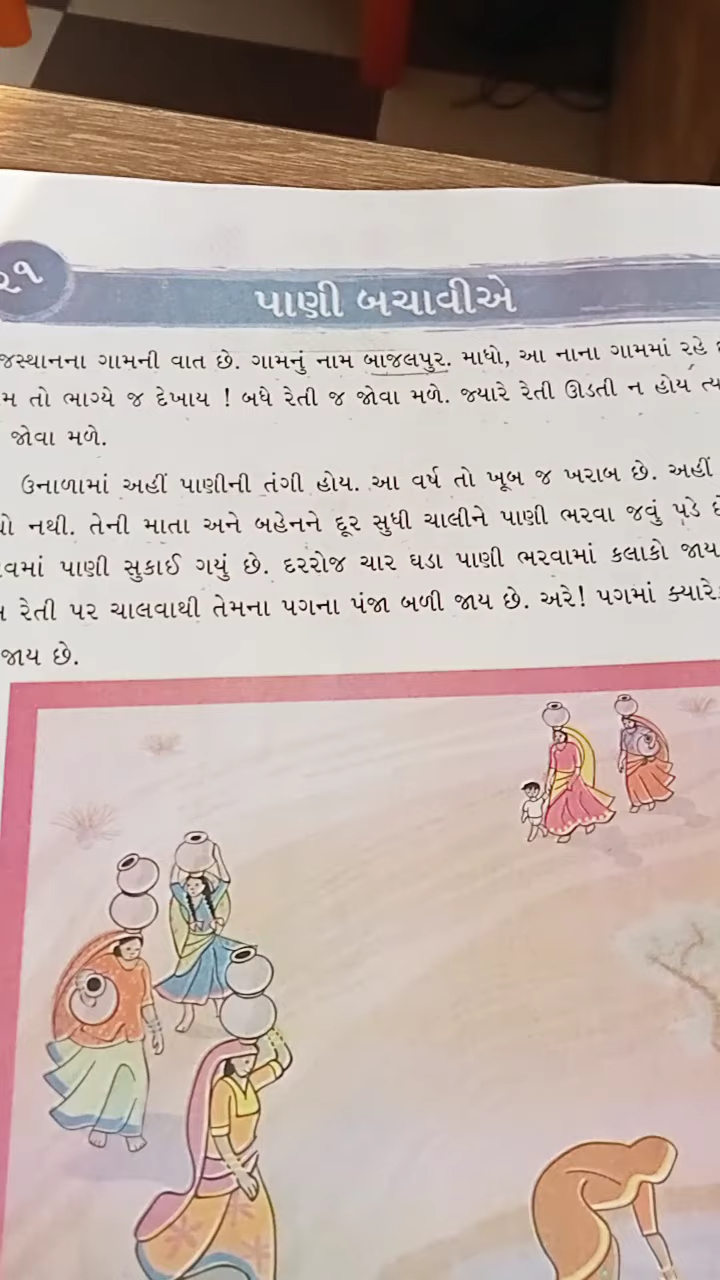 ૨૧
પાણી બચાવીએ
જસ્થાનના ગામની વાત છે. ગામનું નામ બાજલપુર. માધો, આ નાના ગામમાં રહે
મ તો ભાગ્યે જ દેખાય ! બધે રેતી જ જોવા મળે. જ્યારે રેતી ઊડતી ન હોય ત્ય
જોવા મળે.
ઉનાળામાં અહીં પાણીની તંગી હોય. આ વર્ષ તો ખૂબ જ ખરાબ છે. અહીં
નથી. તેની માતા અને બહેનને દૂર સુધી ચાલીને પાણી ભરવા જવું પડે
વમાં પાણી સુકાઈ ગયું છે. દરરોજ ચાર ઘડા પાણી ભરવામાં કલાકો જાય
રેતી પર ચાલવાથી તેમના પગના પંજા બળી જાય છે. અરે! પગમાં ક્યારે
જાય છે.